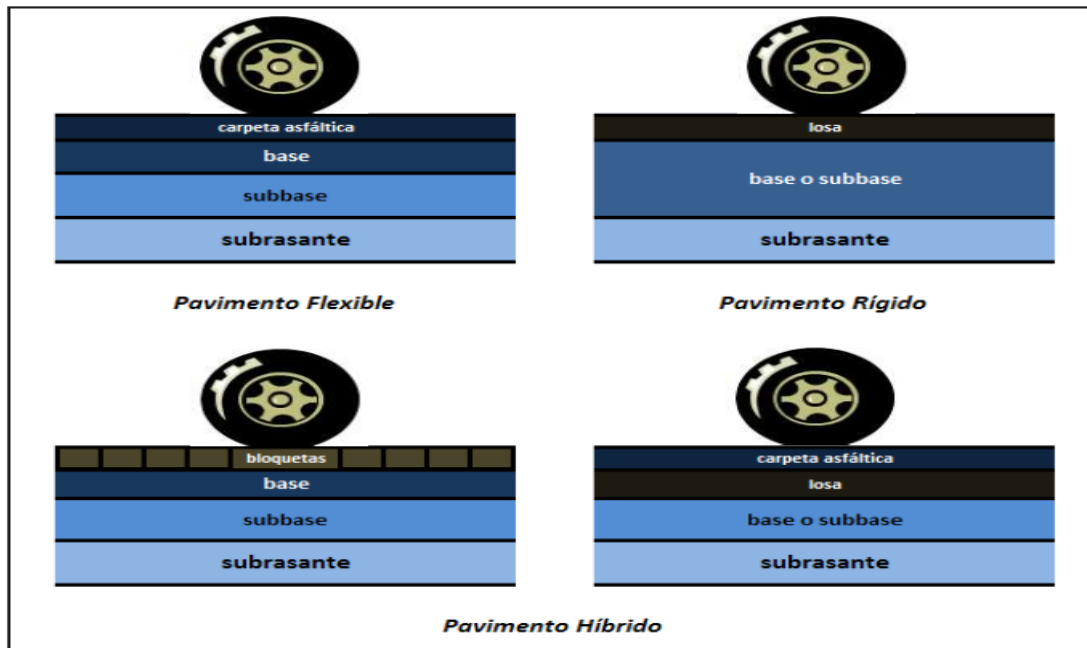 carpeta asfáltica
base
subbase
subrasante
Pavimento Flexible
losa
base o subbase
subrasante
Pavimento Rígido
bloquetas
base
subbase
subrasante
carpeta asfáltica
losa
base o subbase
subrasante
Pavimento Híbrido